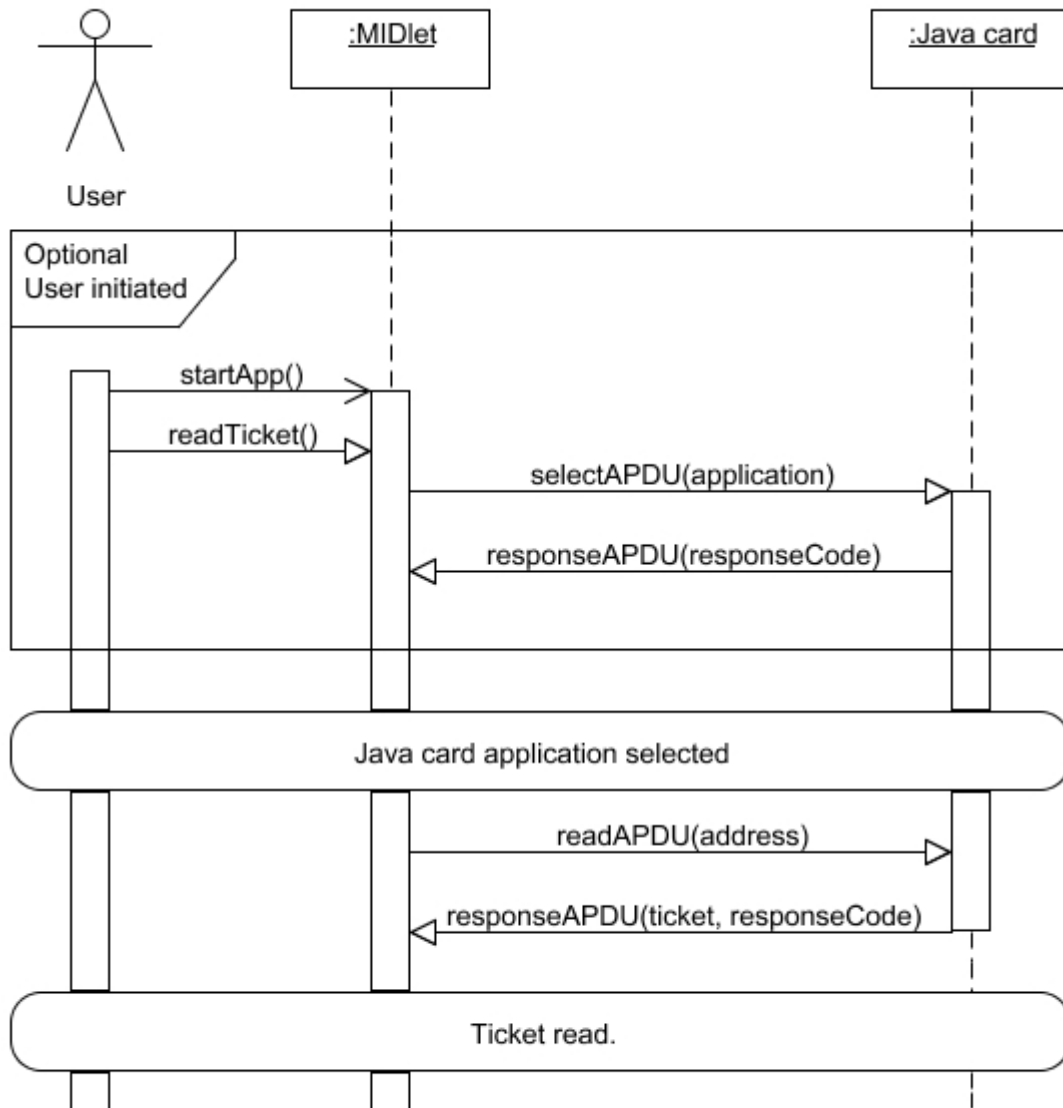 :MIDlet
:Java card
User
Optional
User initiated
startApp()
readTicket()
selectAPDU(application)
responseAPDU(responseCode)
Java card application selected
readAPDU(address)
responseAPDU(ticket, responseCode)
Ticket read.